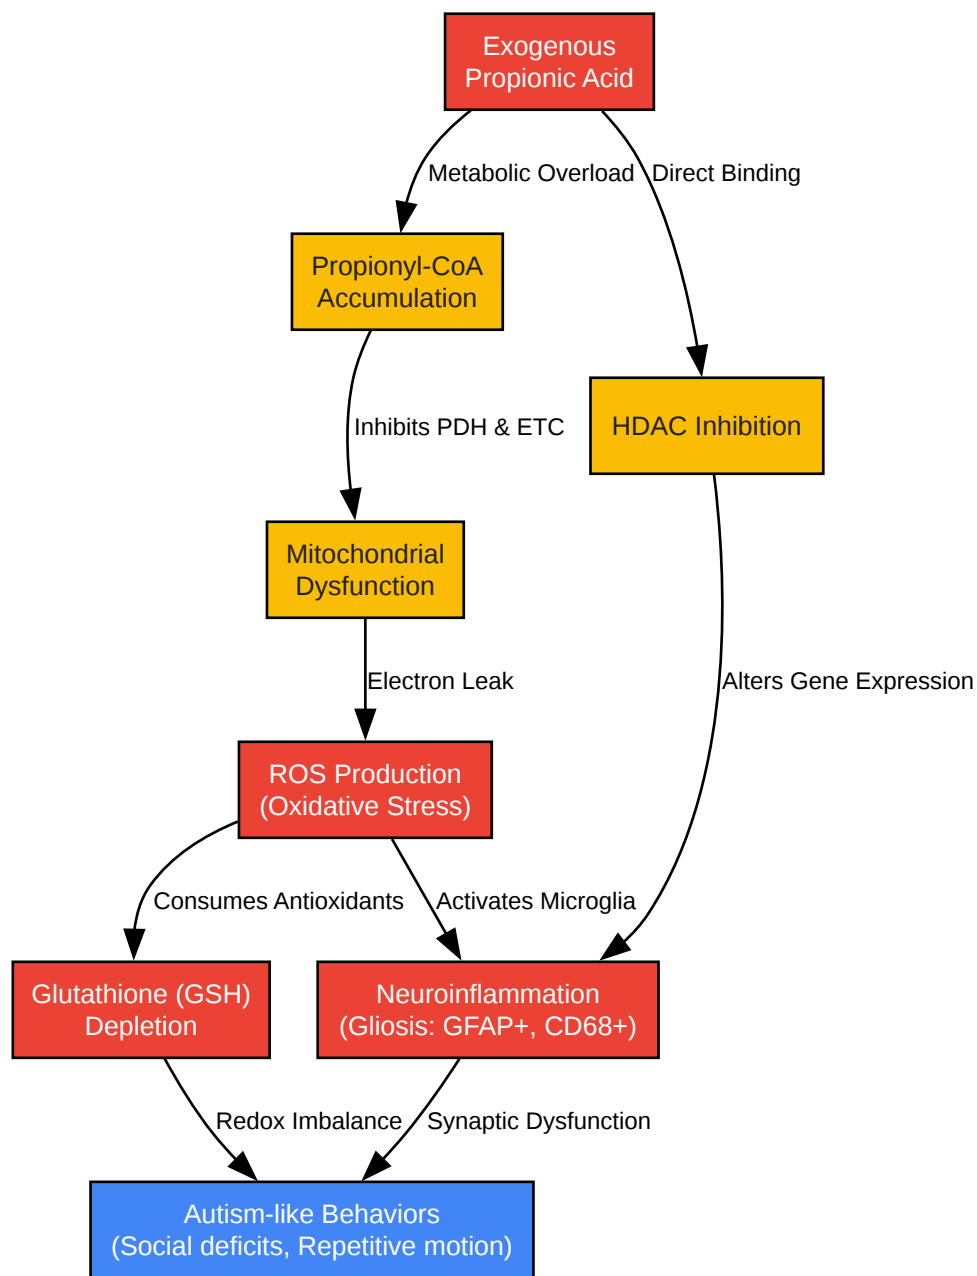 Exogenous
Propionic Acid
Metabolic Overload
Direct Binding
Propionyl-CoA
Accumulation
HDAC Inhibition
Inhibits PDH & ETC
Mitochondrial
Dysfunction
Electron Leak
Alters Gene Expression
ROS Production
(Oxidative Stress)
Consumes Antioxidants
Activates Microglia
Glutathione (GSH)
Depletion
Neuroinflammation
(Gliosis: GFAP+, CD68+)
Redox Imbalance
Synaptic Dysfunction
Autism-like Behaviors
(Social deficits, Repetitive motion)